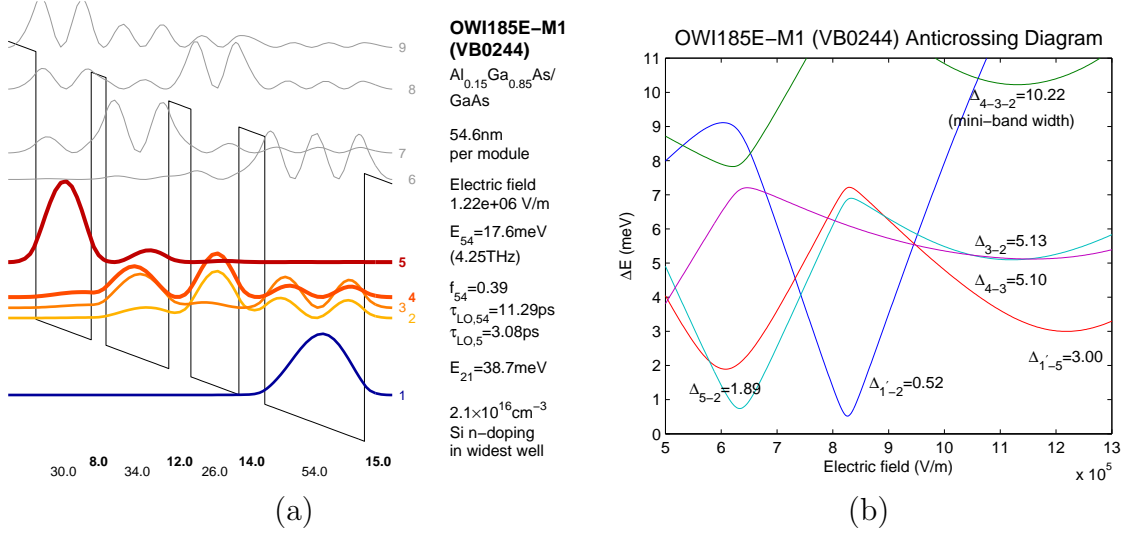 9
8
7
6
5
4
3
2
1
30.0
8.0
34.0
12.0
26.0
14.0
54.0
15.0
OWI185E−M1
(VB0244)
Al0.15Ga0.85As/
GaAs
54.6nm
per module
Electric field
1.22e+06 V/m
E54=17.6meV
(4.25THz)
f54=0.39
τLO,54=11.29ps
τLO,5=3.08ps
E21=38.7meV
2.1×10^16cm^−3
Si n−doping
in widest well
(a)
OWI185E−M1 (VB0244) Anticrossing Diagram
ΔE (meV)
11
10
9
8
7
6
5
4
3
2
1
0
Δ4−3−2=10.22
(mini−band width)
Δ3−2=5.13
Δ4−3=5.10
Δ1′−5=3.00
Δ5−2=1.89
Δ1′−2=0.52
5 6 7 8 9 10 11 12 13
Electric field (V/m)
x 10^5
(b)